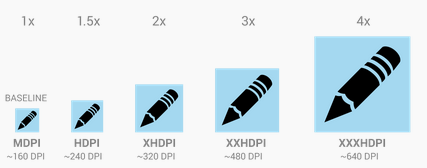 1x 1.5x 2x 3x 4x
BASELINE
MDPI HDPI XHDPI XXHDPI XXXHDPI
~160 DPI ~240 DPI ~320 DPI ~480 DPI ~640 DPI